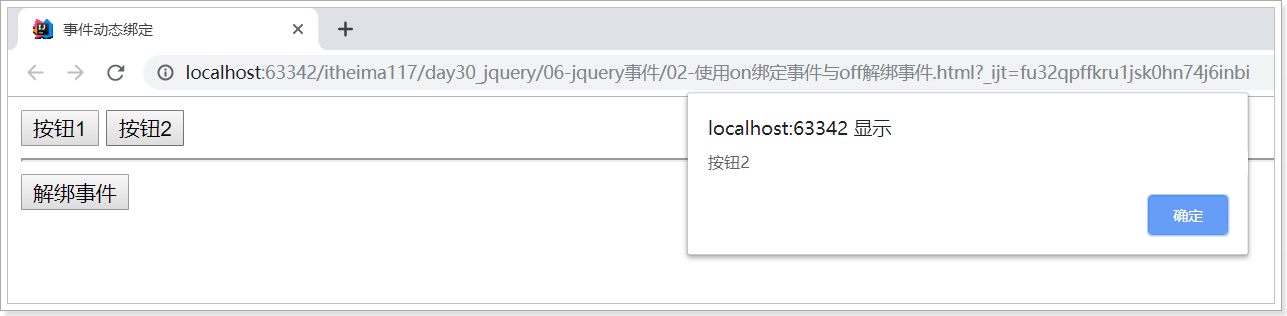 事件动态绑定
localhost:63342/itheima117/day30_jquery/06-jquery事件/02-使用on绑定事件与off解绑事件.html?_ijt=fu32qpffkru1jsk0hn74j6inbi
按钮1 按钮2
解绑事件
localhost:63342 显示
按钮2
确定